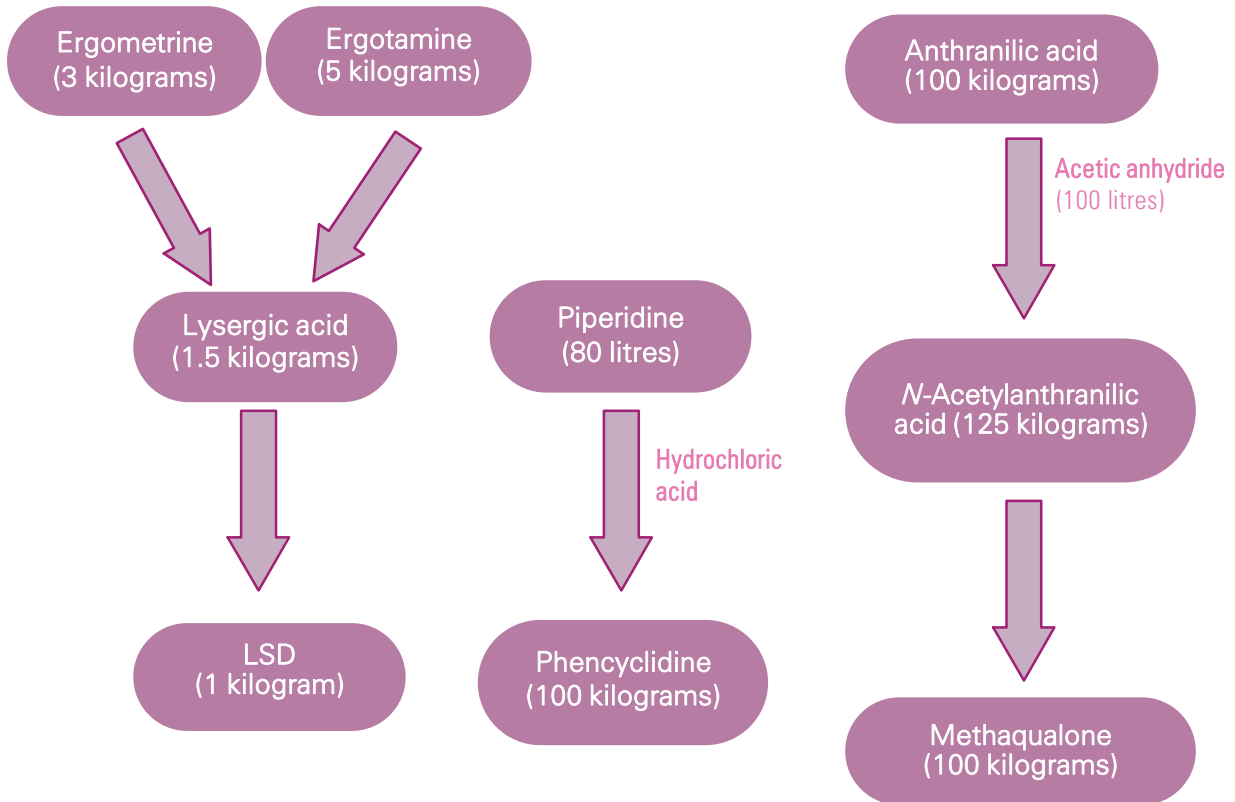 Ergometrine
(3 kilograms)
Ergotamine
(5 kilograms)
Anthranilic acid
(100 kilograms)
Acetic anhydride
(100 litres)
Lysergic acid
(1.5 kilograms)
Piperidine
(80 litres)
N-Acetylanthranilic
acid (125 kilograms)
Hydrochloric
acid
LSD
(1 kilogram)
Phencyclidine
(100 kilograms)
Methaqualone
(100 kilograms)